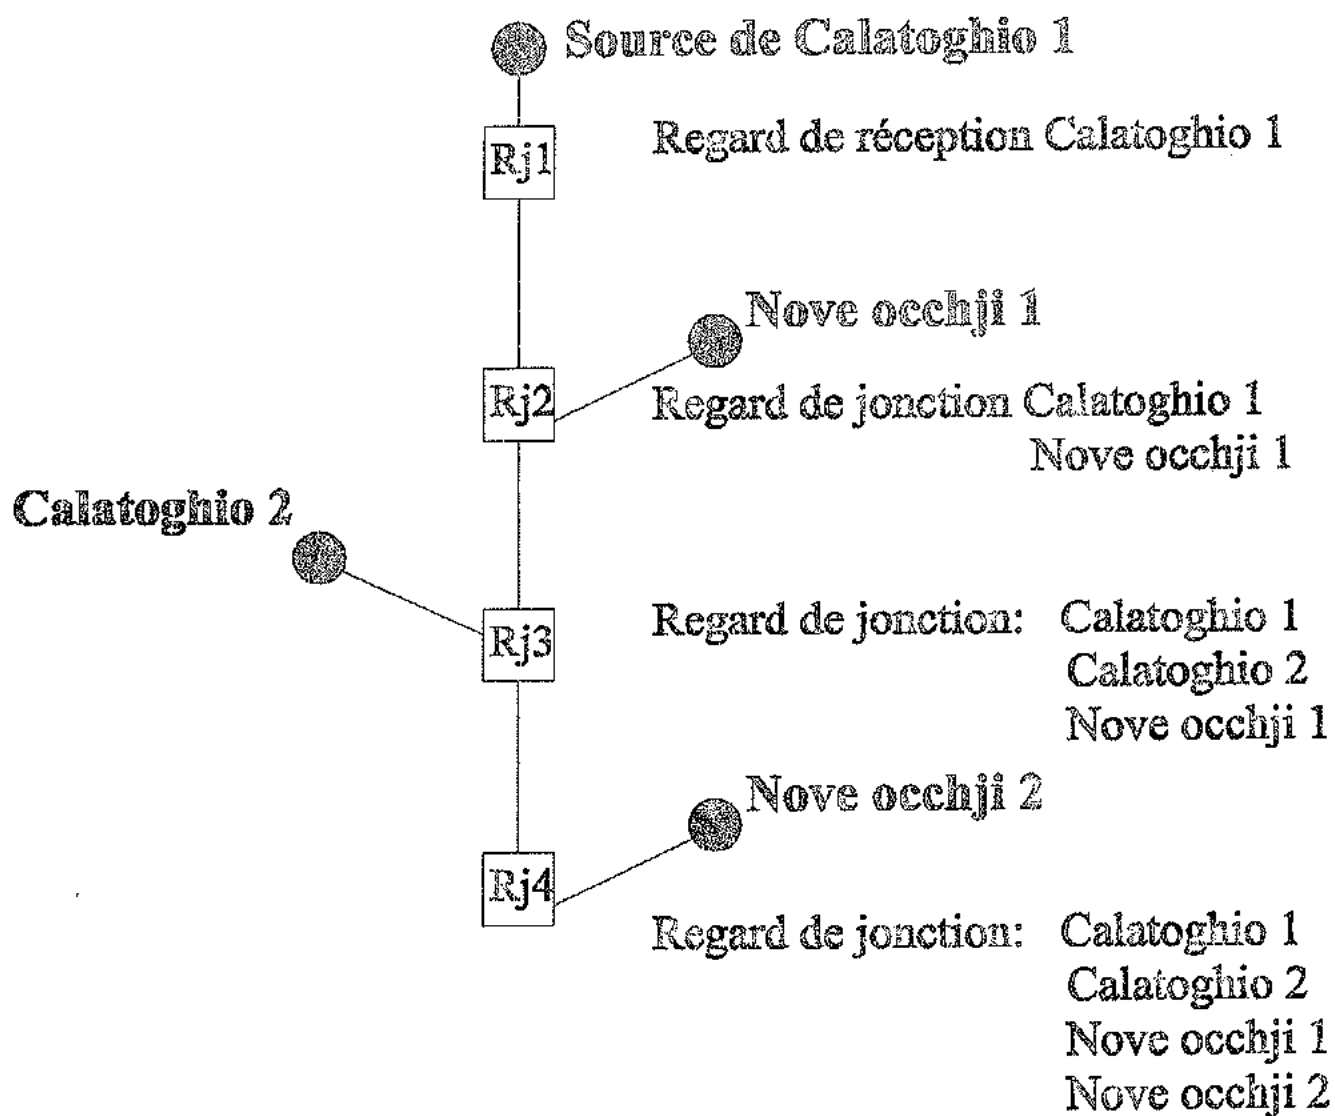 Source de Calatoghio 1
Rj1
Regard de réception Calatoghio 1
Nove occhji 1
Rj2
Regard de jonction Calatoghio 1
Nove occhji 1
Calatoghio 2
Rj3
Regard de jonction: Calatoghio 1
Calatoghio 2
Nove occhji 1
Nove occhji 2
Rj4
Regard de jonction: Calatoghio 1
Calatoghio 2
Nove occhji 1
Nove occhji 2